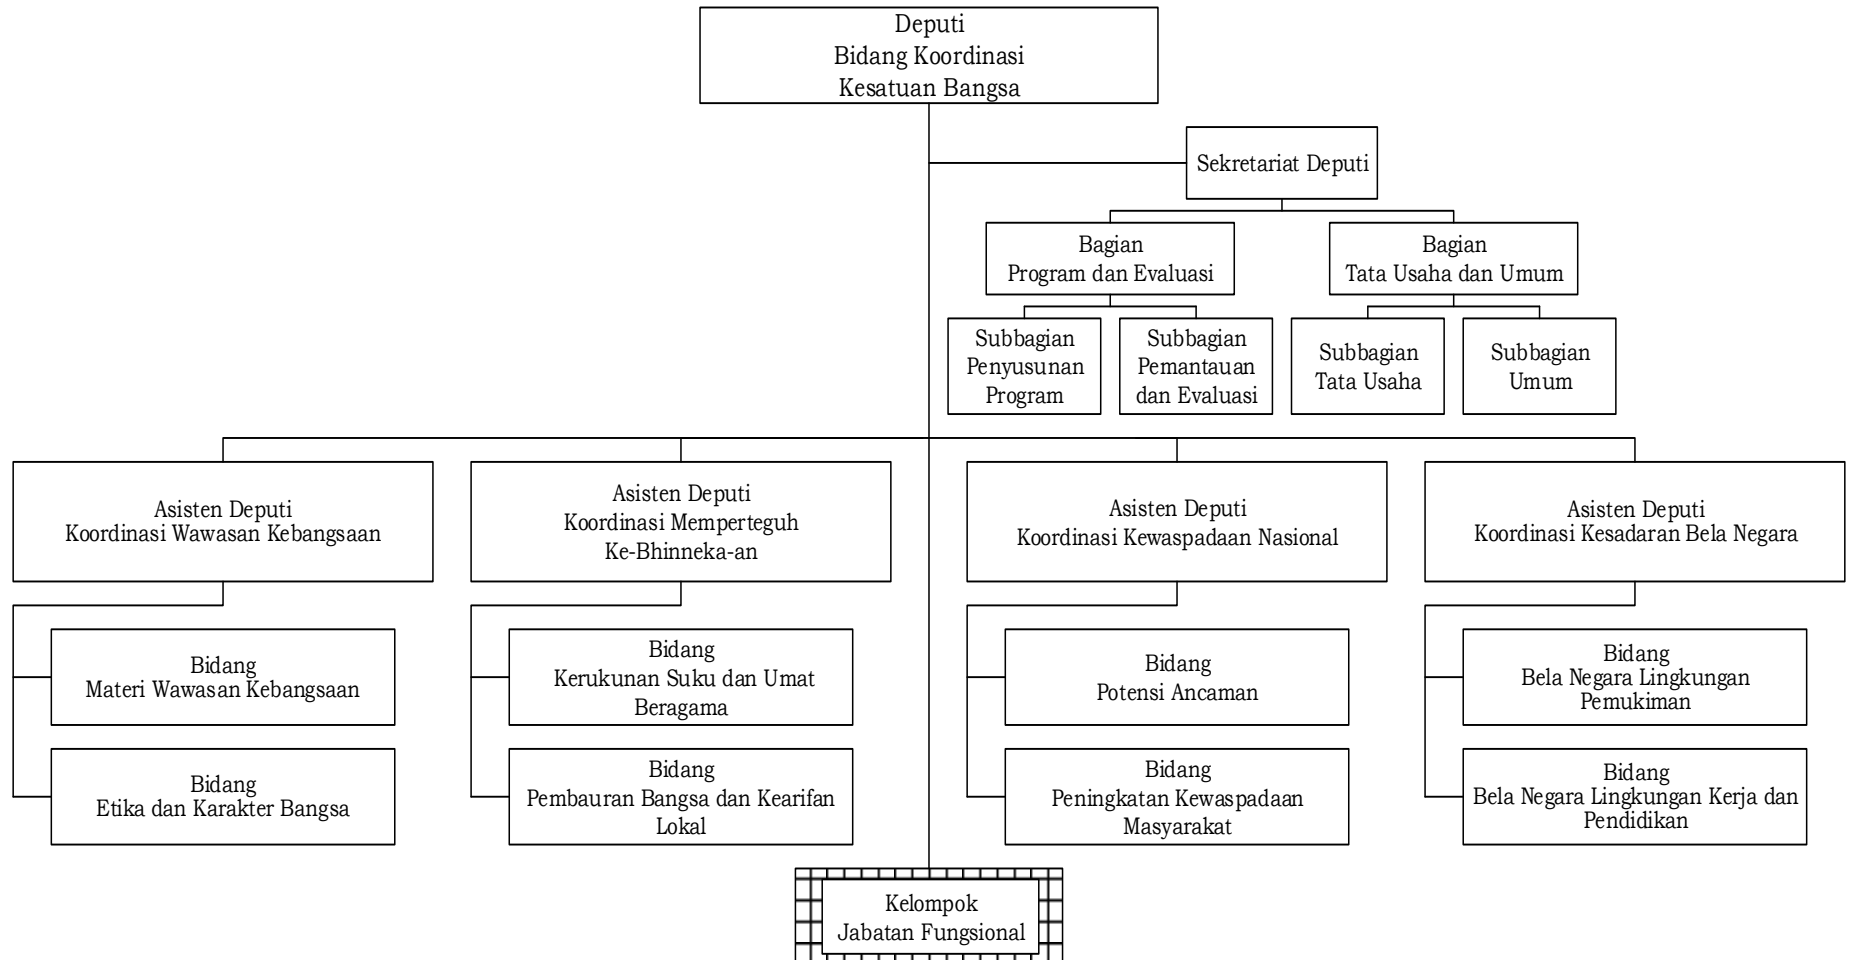 Deputi
Bidang Koordinasi
Kesatuan Bangsa
Sekretariat Deputi
Bagian
Program dan Evaluasi
Bagian
Tata Usaha dan Umum
Subbagian
Penyusunan
Program
Subbagian
Pemantauan
dan Evaluasi
Subbagian
Tata Usaha
Subbagian
Umum
Asisten Deputi
Koordinasi Wawasan Kebangsaan
Asisten Deputi
Koordinasi Memperteguh
Ke-Bhinneka-an
Asisten Deputi
Koordinasi Kewaspadaan Nasional
Asisten Deputi
Koordinasi Kesadaran Bela Negara
Bidang
Materi Wawasan Kebangsaan
Bidang
Kerukunan Suku dan Umat
Beragama
Bidang
Potensi Ancaman
Bidang
Bela Negara Lingkungan
Pemukiman
Bidang
Etika dan Karakter Bangsa
Bidang
Pembauran Bangsa dan Kearifan
Lokal
Bidang
Peningkatan Kewaspadaan
Masyarakat
Bidang
Bela Negara Lingkungan Kerja dan
Pendidikan
Kelompok
Jabatan Fungsional